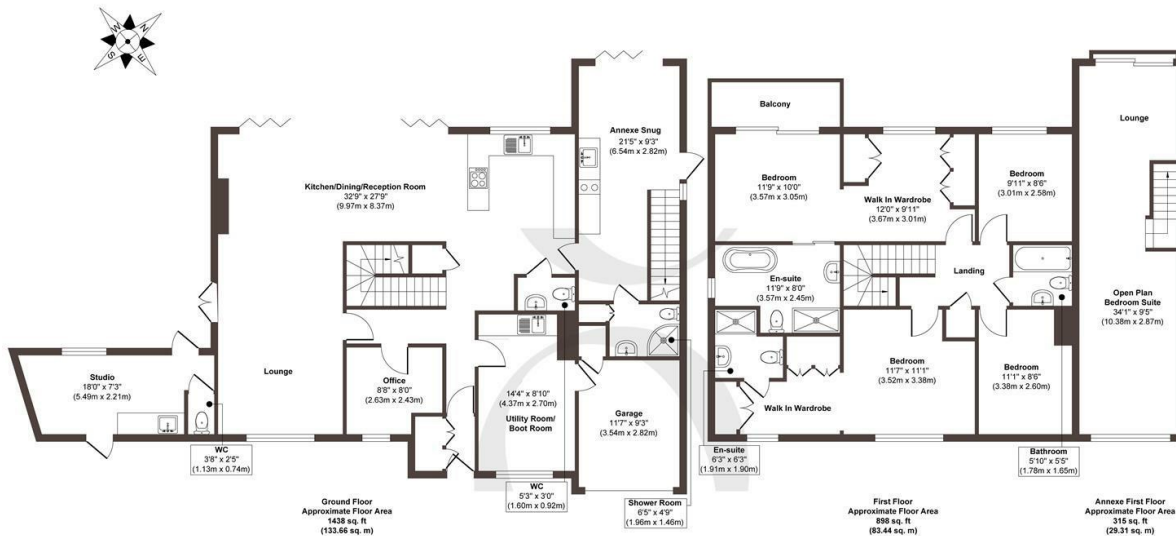 N
W
E
S
Balcony
Lounge
Annexe Snug
21'5" x 9'3"
(6.54m x 2.82m)
Kitchen/Dining/Reception Room
32'9" x 27'9"
(9.97m x 8.37m)
Bedroom
11'9" x 10'0"
(3.57m x 3.05m)
Walk In Wardrobe
12'0" x 9'11"
(3.67m x 3.01m)
Bedroom
9'11" x 8'6"
(3.01m x 2.58m)
En-suite
11'9" x 8'0"
(3.57m x 2.45m)
Landing
Open Plan
Bedroom Suite
34'1" x 9'5"
(10.38m x 2.87m)
Studio
18'0" x 7'3"
(5.49m x 2.21m)
Lounge
Office
8'8" x 8'0"
(2.63m x 2.43m)
14'4" x 8'10"
(4.37m x 2.70m)
Utility Room/
Boot Room
Garage
11'7" x 9'3"
(3.54m x 2.82m)
Bedroom
11'7" x 11'1"
(3.52m x 3.38m)
Bedroom
11'1" x 8'6"
(3.38m x 2.60m)
Walk In Wardrobe
WC
3'8" x 2'5"
(1.13m x 0.74m)
WC
5'3" x 3'0"
(1.60m x 0.92m)
Shower Room
6'5" x 4'9"
(1.96m x 1.46m)
En-suite
6'3" x 6'3"
(1.91m x 1.90m)
Bathroom
5'10" x 5'5"
(1.78m x 1.65m)
Ground Floor
Approximate Floor Area
1438 sq. ft
(133.66 sq. m)
First Floor
Approximate Floor Area
898 sq. ft
(83.44 sq. m)
Annexe First Floor
Approximate Floor Area
315 sq. ft
(29.31 sq. m)